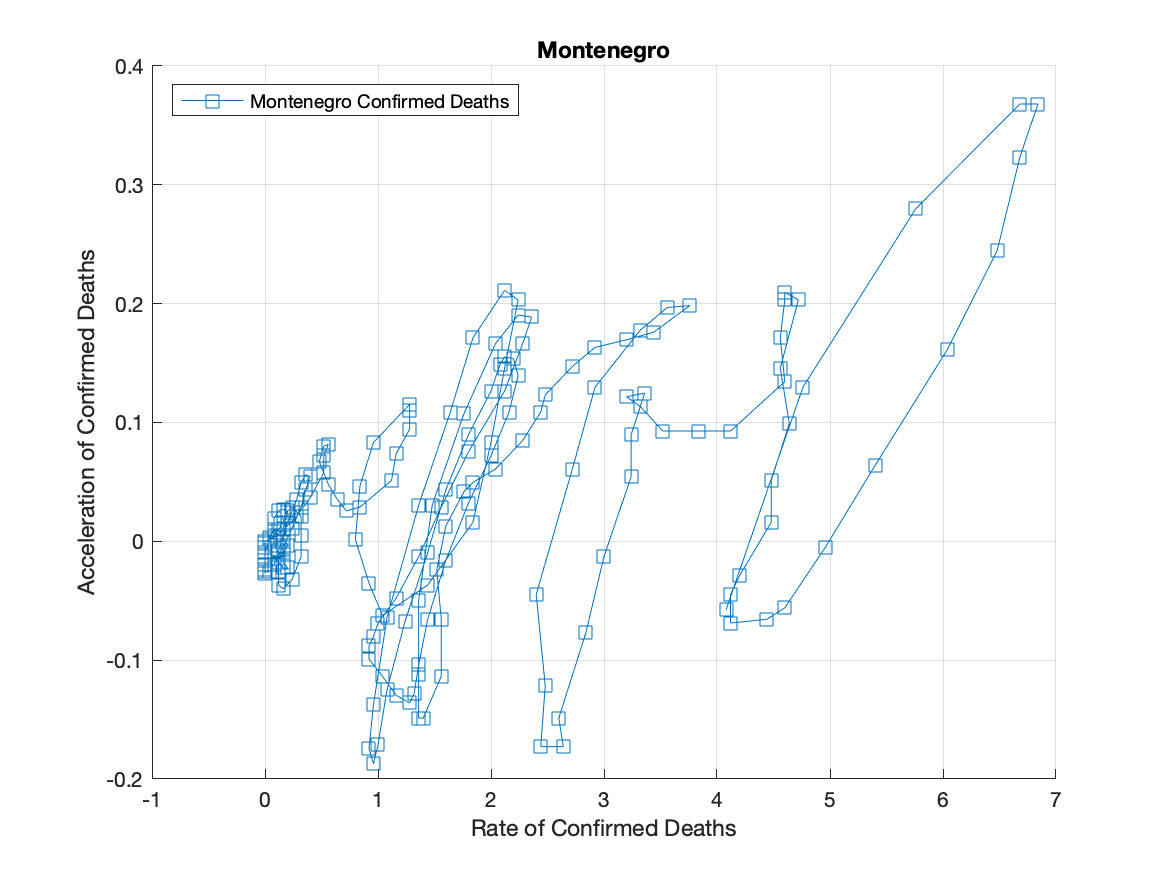 Montenegro
Montenegro Confirmed Deaths
Acceleration of Confirmed Deaths
0.4
0.3
0.2
0.1
0
-0.1
-0.2
-1 0 1 2 3 4 5 6 7
Rate of Confirmed Deaths